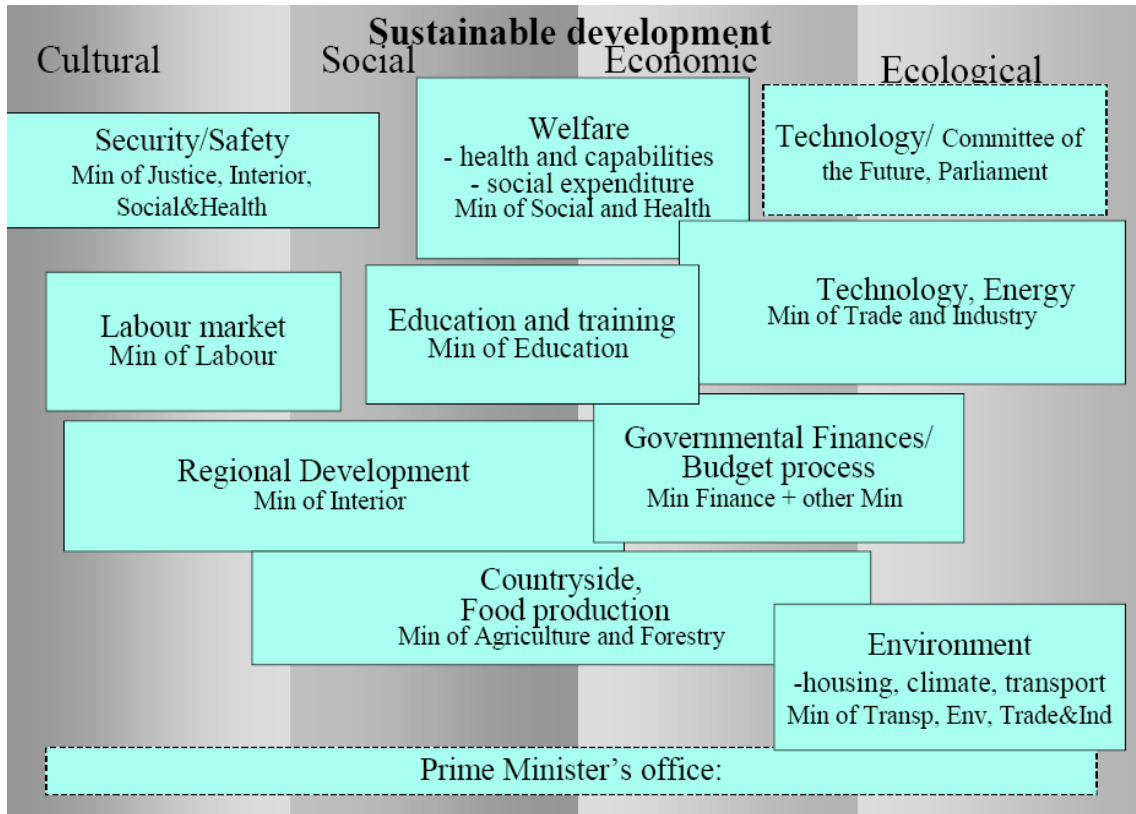 Sustainable development
Cultural
Social
Economic
Ecological
Security/Safety
Min of Justice, Interior,
Social&Health
Welfare
- health and capabilities
- social expenditure
Min of Social and Health
Technology/ Committee of
the Future, Parliament
Labour market
Min of Labour
Education and training
Min of Education
Technology, Energy
Min of Trade and Industry
Regional Development
Min of Interior
Governmental Finances/
Budget process
Min Finance + other Min
Countryside,
Food production
Min of Agriculture and Forestry
Environment
-housing, climate, transport
Min of Transp, Env, Trade&Ind
Prime Minister’s office: